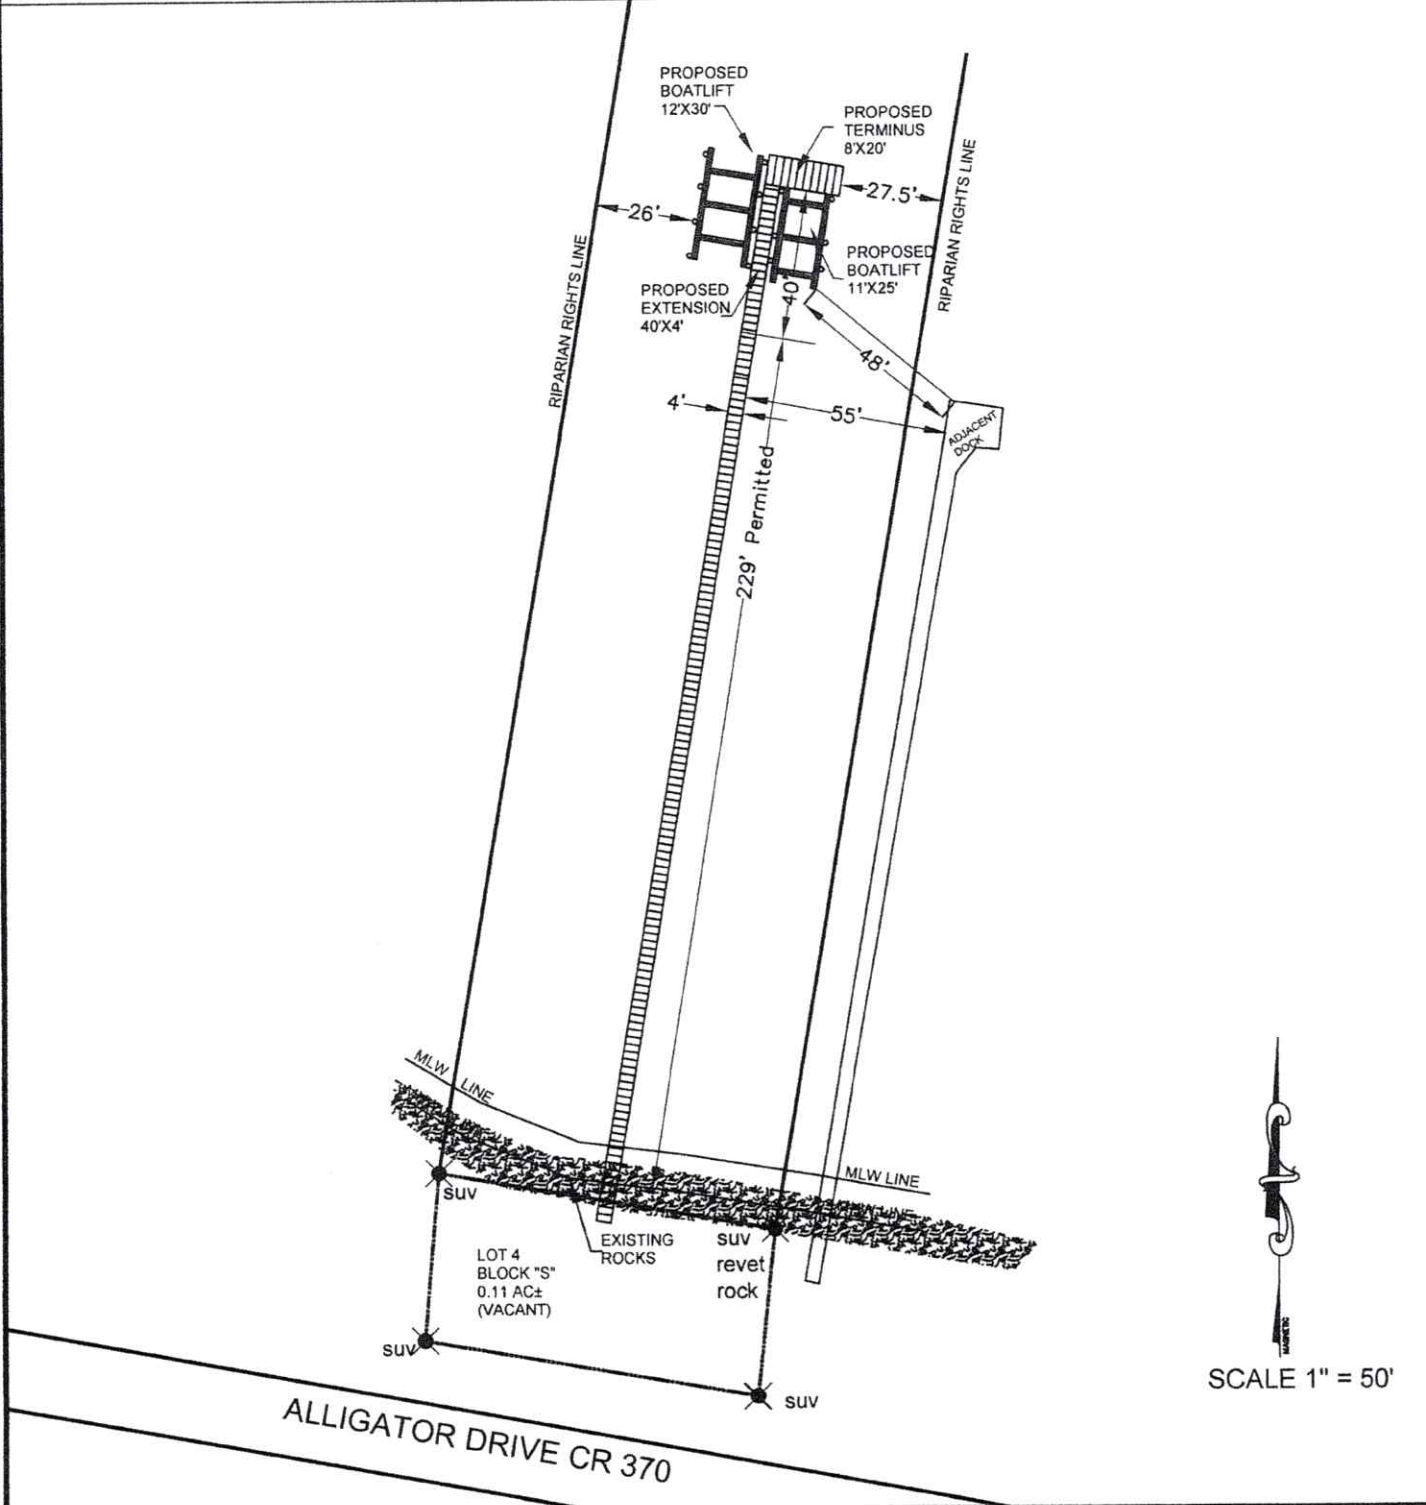 PROPOSED
BOATLIFT
12'X30'
PROPOSED
TERMINUS
8'X20'
27.5'
26'
RIPARIAN RIGHTS LINE
RIPARIAN RIGHTS LINE
PROPOSED
BOATLIFT
11'X25'
PROPOSED
EXTENSION
40'X4'
40'
48'
4'
55'
ADJACENT
DOCK
229' Permitted
MLW LINE
MLW LINE
LINE
suv
EXISTING
ROCKS
suv
revet
rock
LOT 4
BLOCK "S"
0.11 AC±
(VACANT)
suv
suv
MAGNETIC
SCALE 1" = 50'
ALLIGATOR DRIVE CR 370